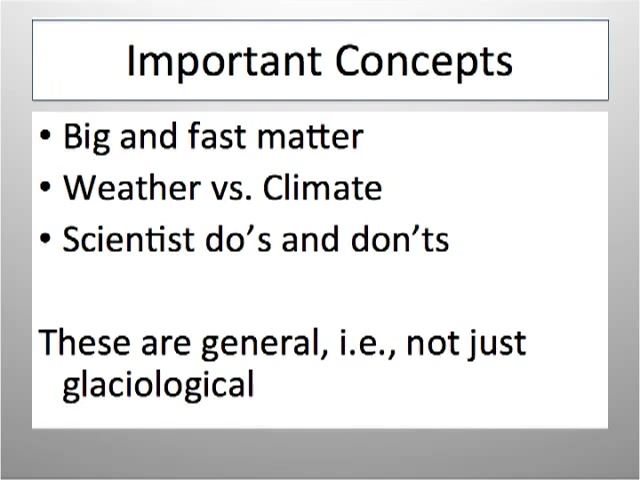 Important Concepts
• Big and fast matter
• Weather vs. Climate
• Scientist do's and don'ts
These are general, i.e., not just
glaciological